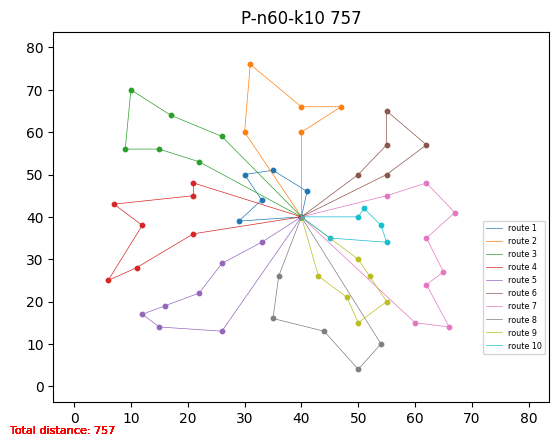 P-n60-k10 757
80
70
60
50
40
30
20
10
0
0 10 20 30 40 50 60 70 80
route 1
route 2
route 3
route 4
route 5
route 6
route 7
route 8
route 9
route 10
Total distance: 757